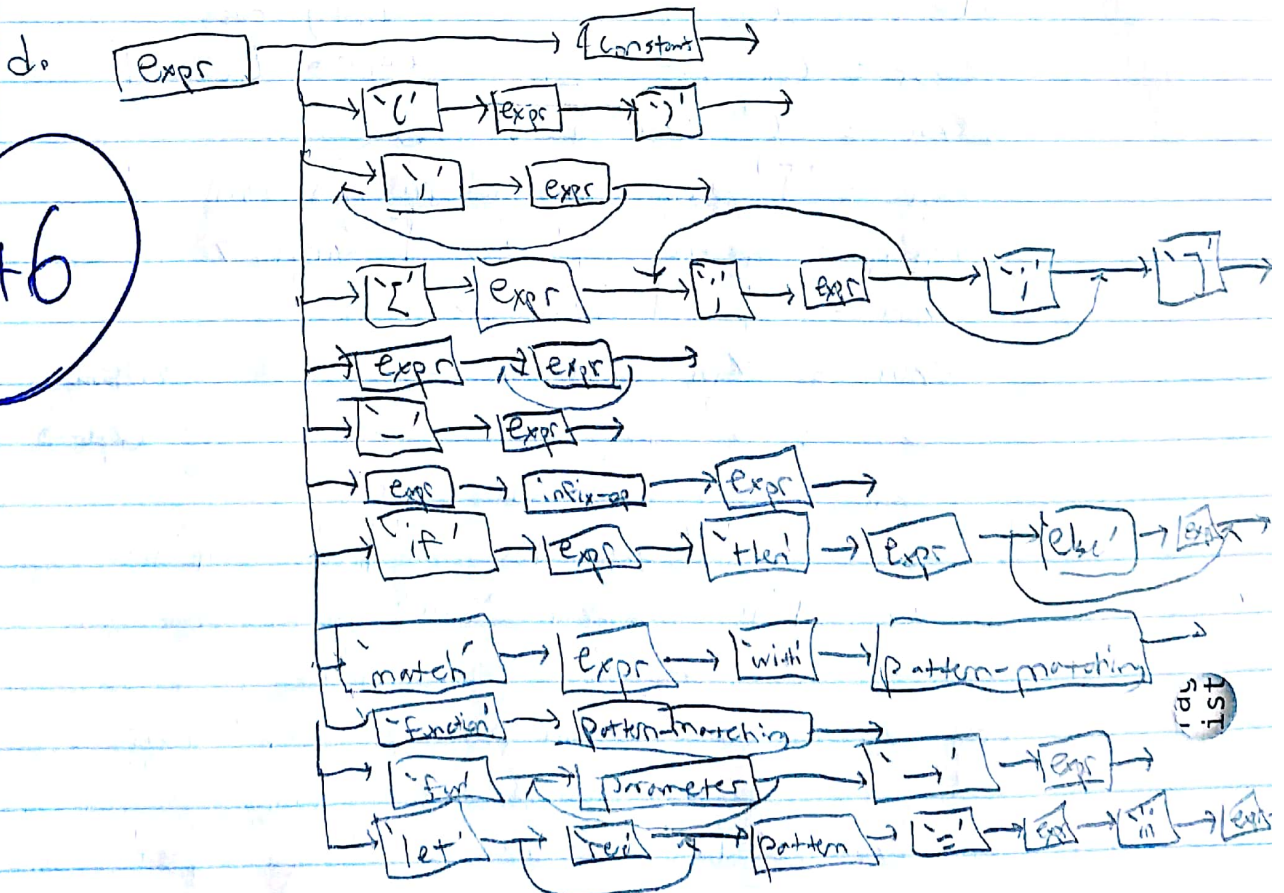 d. expr constant
`(' expr `)'
`,' expr
+6
`[' expr `;' expr `;' `]'
expr expr
`-' expr
expr infix-op expr
`if' expr `then' expr `else' expr
`match' expr `with' pattern-matching
`function' pattern-matching
`fun' parameter `→' expr
`let' `rec' pattern `=' expr `in' expr